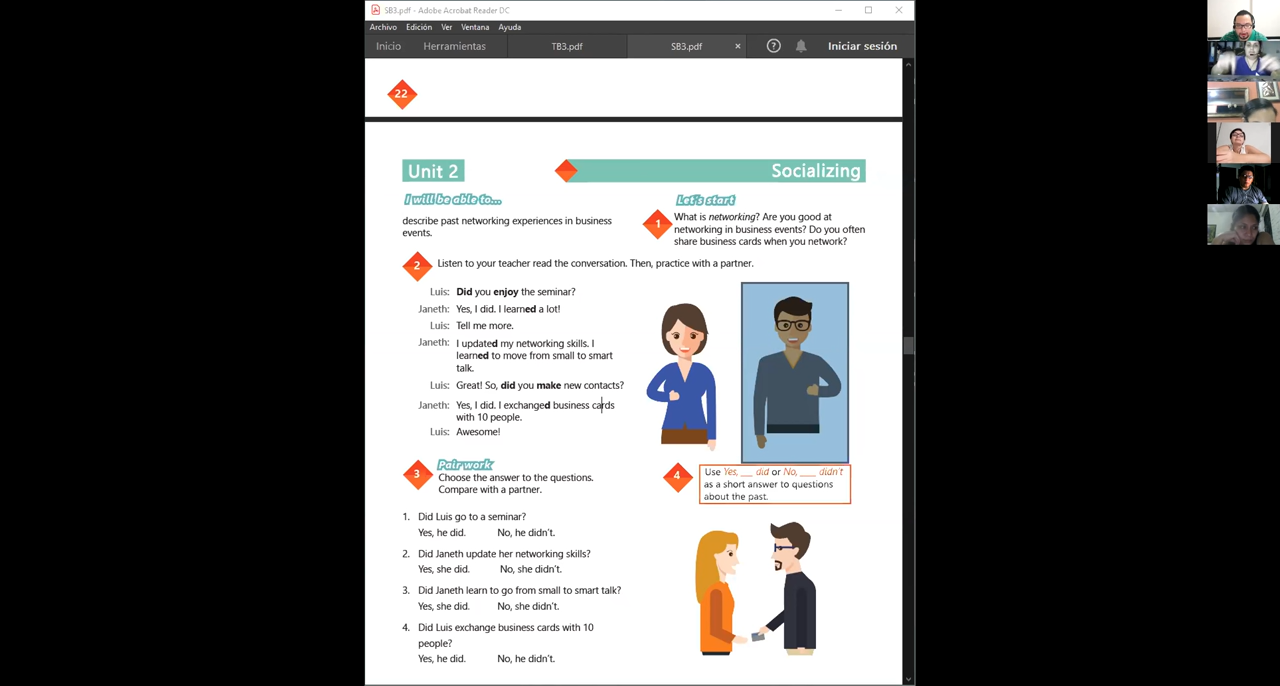 SB3.pdf - Adobe Acrobat Reader DC
Archivo Edición Ver Ventana Ayuda
Inicio Herramientas TB3.pdf SB3.pdf × ? Iniciar sesión
22
Unit 2
Socializing
I will be able to...
describe past networking experiences in business
events.
Let's start
1
What is networking? Are you good at
networking in business events? Do you often
share business cards when you network?
2
Listen to your teacher read the conversation. Then, practice with a partner.
Luis: Did you enjoy the seminar?
Janeth: Yes, I did. I learned a lot!
Luis: Tell me more.
Janeth: I updated my networking skills. I
learned to move from small to smart
talk.
Luis: Great! So, did you make new contacts?
Janeth: Yes, I did. I exchanged business cards
with 10 people.
Luis: Awesome!
3
Pair work
Choose the answer to the questions.
Compare with a partner.
1. Did Luis go to a seminar?
Yes, he did. No, he didn't.
2. Did Janeth update her networking skills?
Yes, she did. No, she didn't.
3. Did Janeth learn to go from small to smart talk?
Yes, she did. No, she didn't.
4. Did Luis exchange business cards with 10
people?
Yes, he did. No, he didn't.
4
Use Yes, ___ did or No, ____ didn't
as a short answer to questions
about the past.